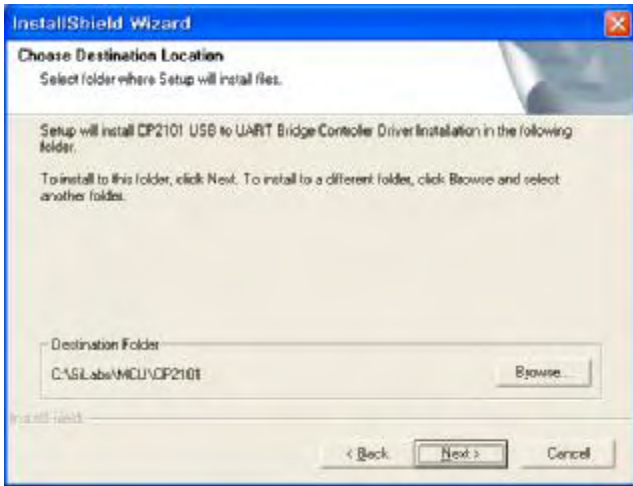 InstallShield Wizard
Choose Destination Location
Select folder where Setup will install files.
Setup will install CP2101 USB to UART Bridge Controller Driver Installation in the following
folder.
To install to this folder, click Next. To install to a different folder, click Browse and select
another folder.
Destination Folder
C:\SiLabs\MCU\CP2101
Browse...
InstallShield
< Back
Next >
Cancel